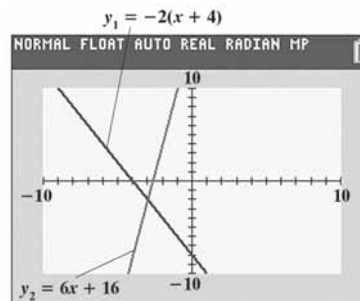 y₁ = −2(x + 4)
NORMAL FLOAT AUTO REAL RADIAN MP
10
−10 10
−10
y₂ = 6x + 16